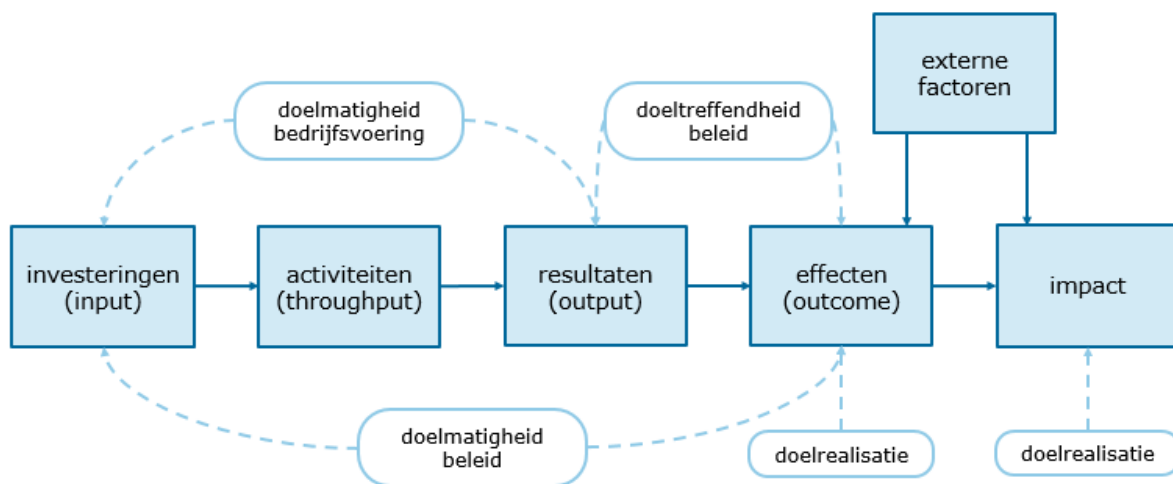 externe
factoren
doelmatigheid
bedrijfsvoering
doeltreffendheid
beleid
investeringen
(input)
activiteiten
(throughput)
resultaten
(output)
effecten
(outcome)
impact
doelmatigheid
beleid
doelrealisatie
doelrealisatie